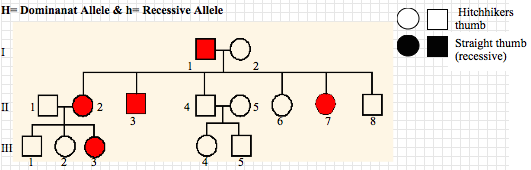 H= Dominanat Allele & h= Recessive Allele
Hitchhikers
thumb
Straight thumb
(recessive)
I
1
2
II
1
2
3
4
5
6
7
8
III
1
2
3
4
5